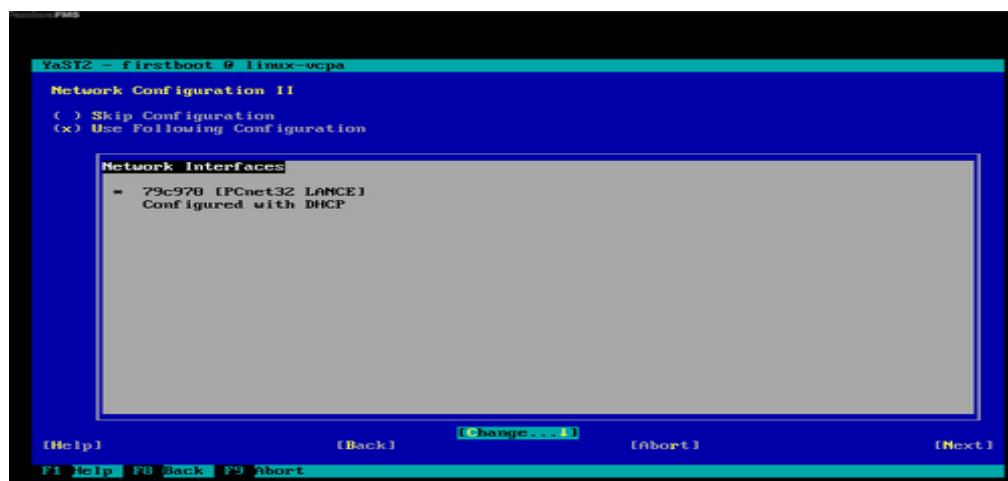 PandoraFMS
YaST2 - firstboot @ linux-vcpa
Network Configuration II
( ) Skip Configuration
(x) Use Following Configuration
Network Interfaces
* 79c970 [PCnet32 LANCE]
Configured with DHCP
[Change...↓]
[Help] [Back] [Abort] [Next]
F1 Help F8 Back F9 Abort